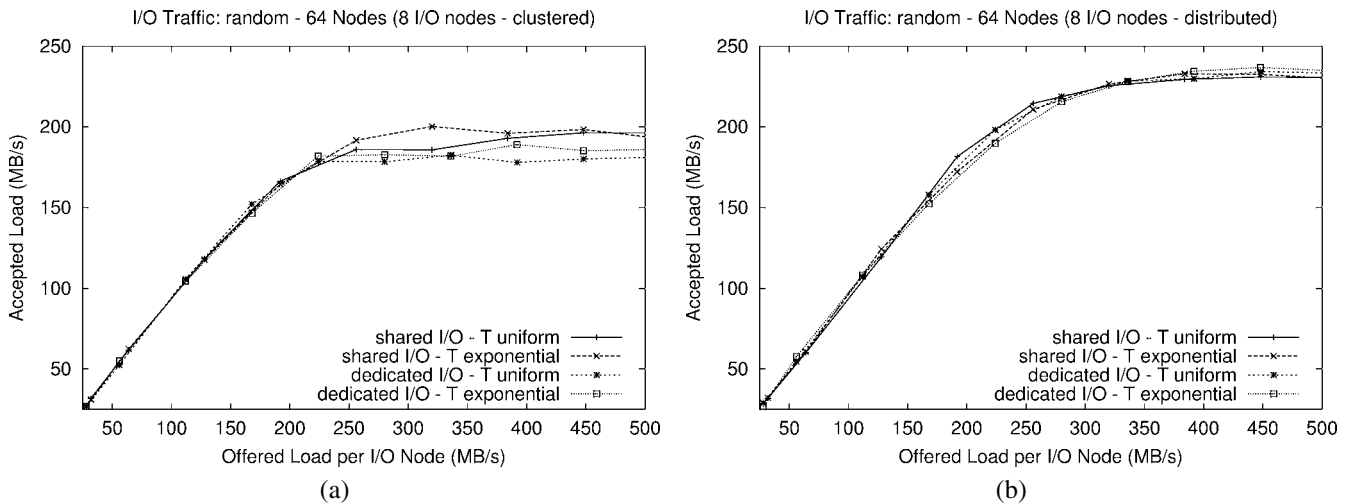 I/O Traffic: random - 64 Nodes (8 I/O nodes - clustered)
250
200
150
100
50
Accepted Load (MB/s)
shared I/O - T uniform
shared I/O - T exponential
dedicated I/O - T uniform
dedicated I/O - T exponential
50 100 150 200 250 300 350 400 450 500
Offered Load per I/O Node (MB/s)
(a)
I/O Traffic: random - 64 Nodes (8 I/O nodes - distributed)
250
200
150
100
50
Accepted Load (MB/s)
shared I/O - T uniform
shared I/O - T exponential
dedicated I/O - T uniform
dedicated I/O - T exponential
50 100 150 200 250 300 350 400 450 500
Offered Load per I/O Node (MB/s)
(b)